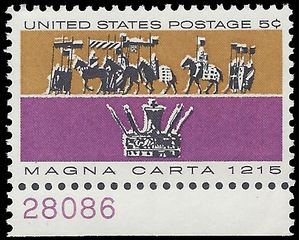 UNITED STATES POSTAGE 5¢
MAGNA CARTA 1215
28086